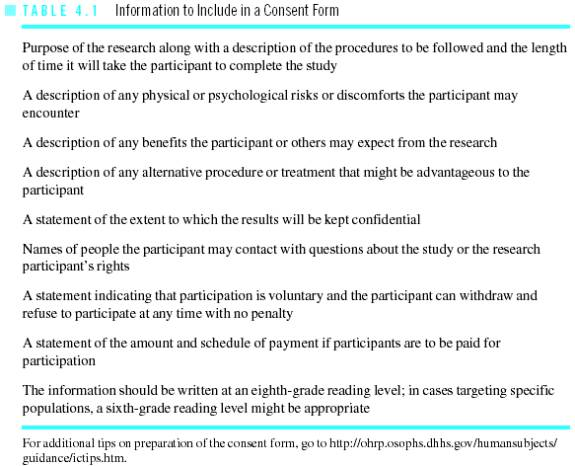 TABLE 4.1 Information to Include in a Consent Form
Purpose of the research along with a description of the procedures to be followed and the length
of time it will take the participant to complete the study
A description of any physical or psychological risks or discomforts the participant may
encounter
A description of any benefits the participant or others may expect from the research
A description of any alternative procedure or treatment that might be advantageous to the
participant
A statement of the extent to which the results will be kept confidential
Names of people the participant may contact with questions about the study or the research
participant's rights
A statement indicating that participation is voluntary and the participant can withdraw and
refuse to participate at any time with no penalty
A statement of the amount and schedule of payment if participants are to be paid for
participation
The information should be written at an eighth-grade reading level; in cases targeting specific
populations, a sixth-grade reading level might be appropriate
For additional tips on preparation of the consent form, go to http://ohrp.osophs.dhhs.gov/humansubjects/
guidance/ictips.htm.